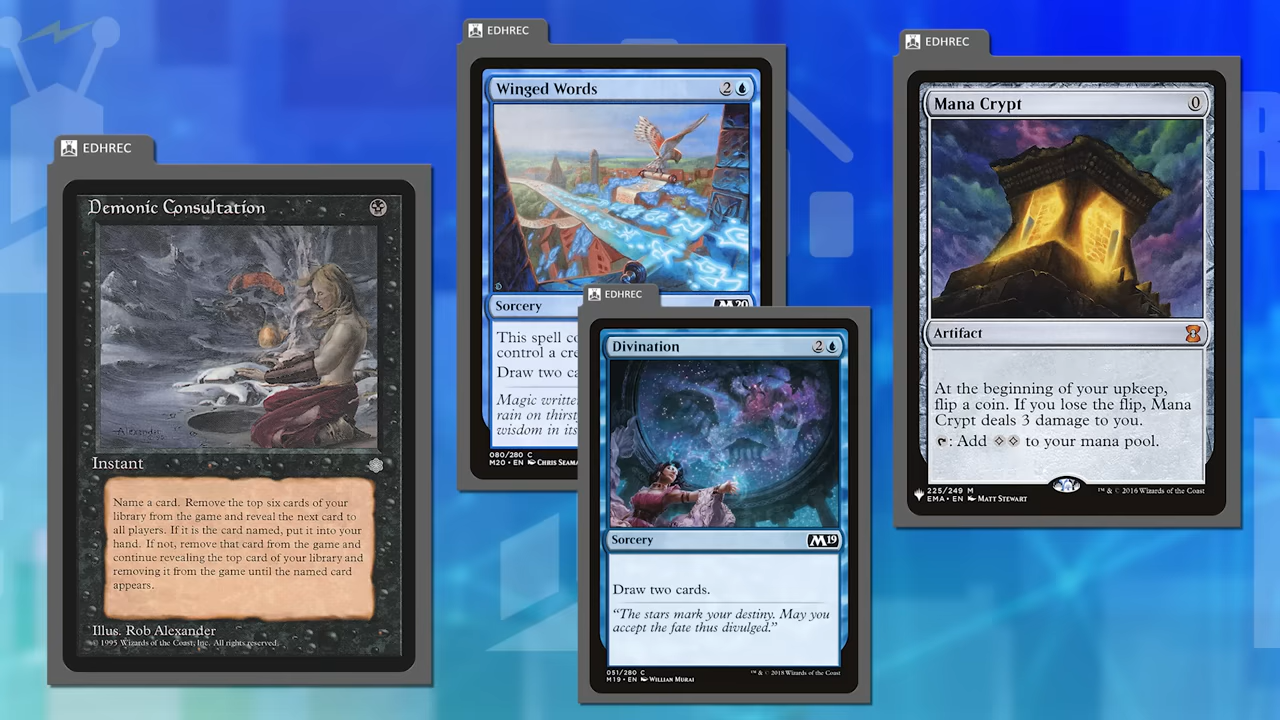 EDHREC
Demonic Consultation
Instant
Name a card. Remove the top six cards of your
library from the game and reveal the next card to
all players. If it is the card named, put it into your
hand. If not, remove that card from the game and
continue revealing the top card of your library and
removing it from the game until the named card
appears.
Illus. Rob Alexander
© 1995 Wizards of the Coast, Inc. All rights reserved.
EDHREC
Winged Words 2
Sorcery M20
This spell co
control a cre
Draw two ca
Magic writte
rain on thirst
wisdom in its
080/280 C
M20 • EN CHRIS SEAMA
EDHREC
Divination 2
Sorcery M19
Draw two cards.
"The stars mark your destiny. May you
accept the fate thus divulged."
051/280 C
M19 • EN WILLIAN MURAI
™ & © 2018 Wizards of the Coast
EDHREC
Mana Crypt 0
Artifact
At the beginning of your upkeep,
flip a coin. If you lose the flip, Mana
Crypt deals 3 damage to you.
: Add to your mana pool.
225/249 M
EMA • EN MATT STEWART
™ & © 2016 Wizards of the Coast